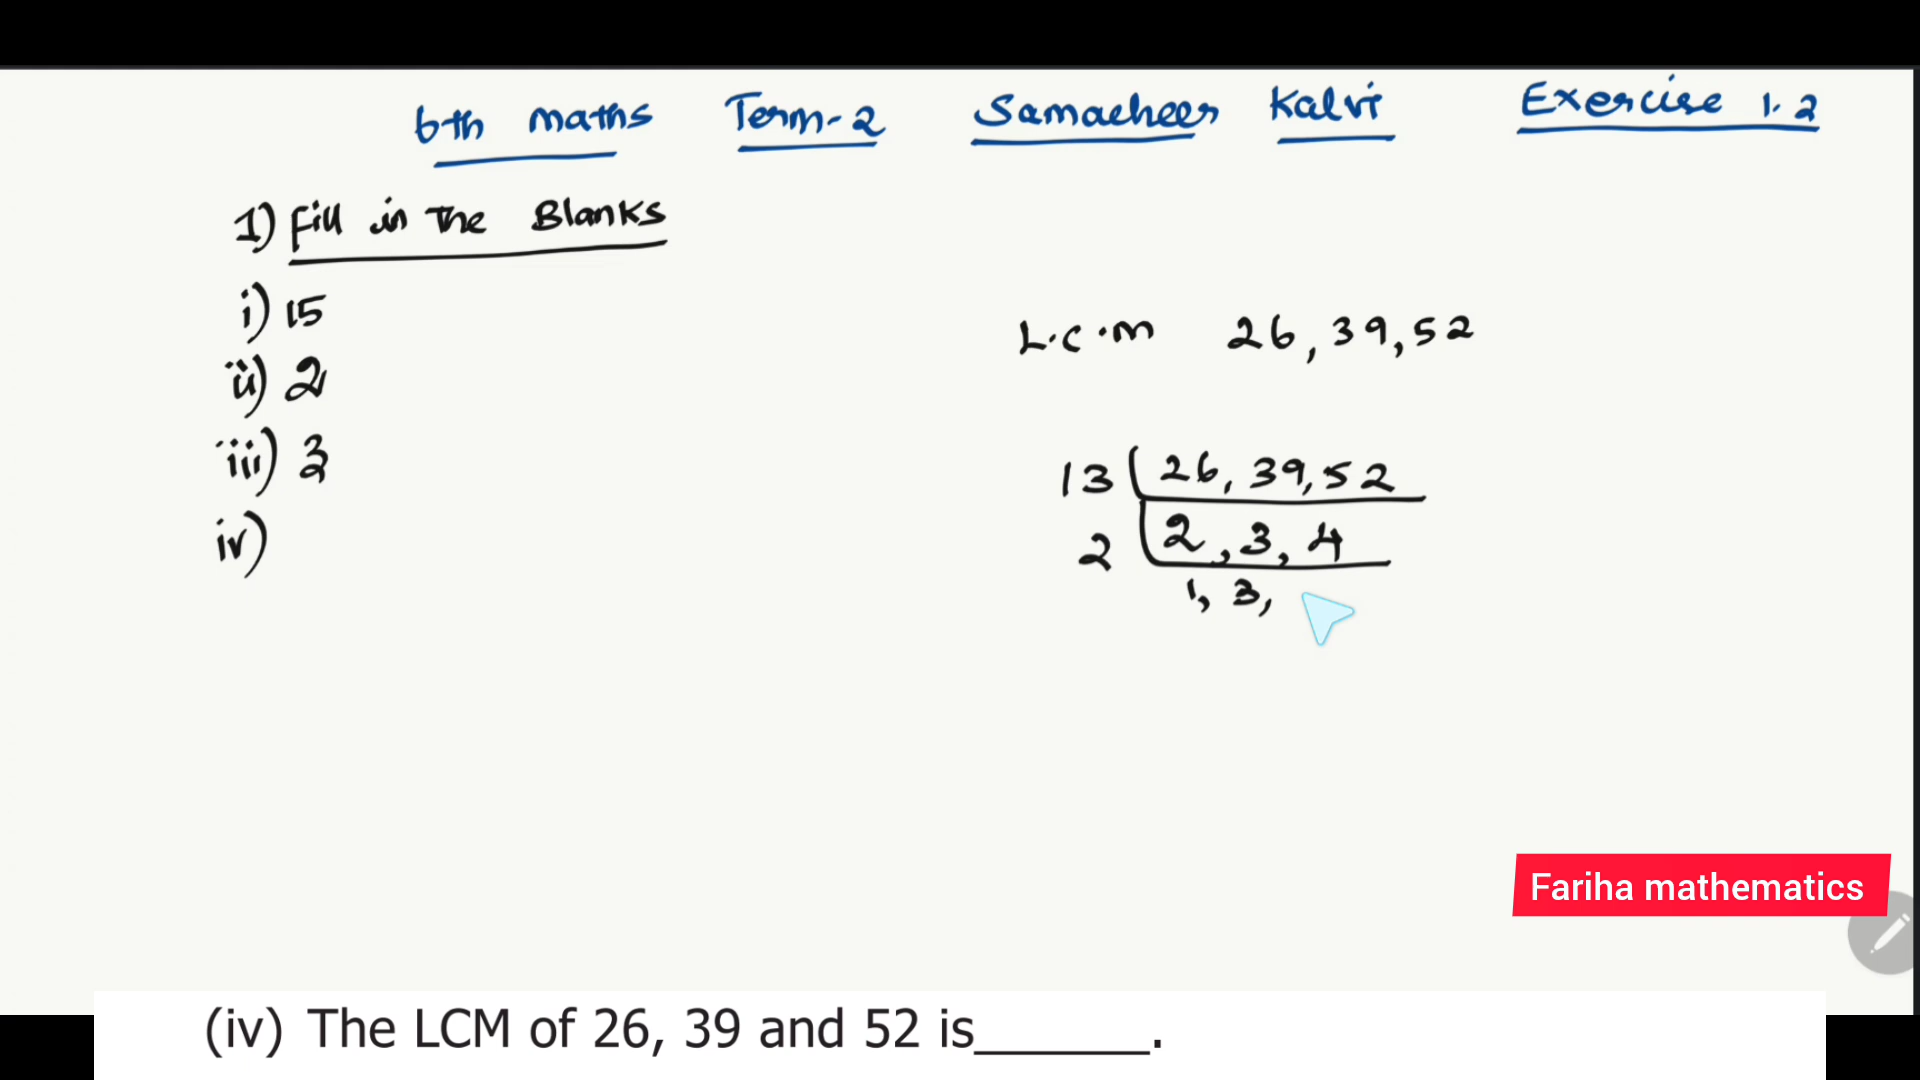 6th maths Term-2 Samacheer Kalvi Exercise 1.2
1) Fill in the Blanks
i) 15
ii) 2
iii) 3
iv)
L.C.M 26, 39, 52
13 26, 39, 52
2 2, 3, 4
1, 3,
Fariha mathematics
(iv) The LCM of 26, 39 and 52 is_______.